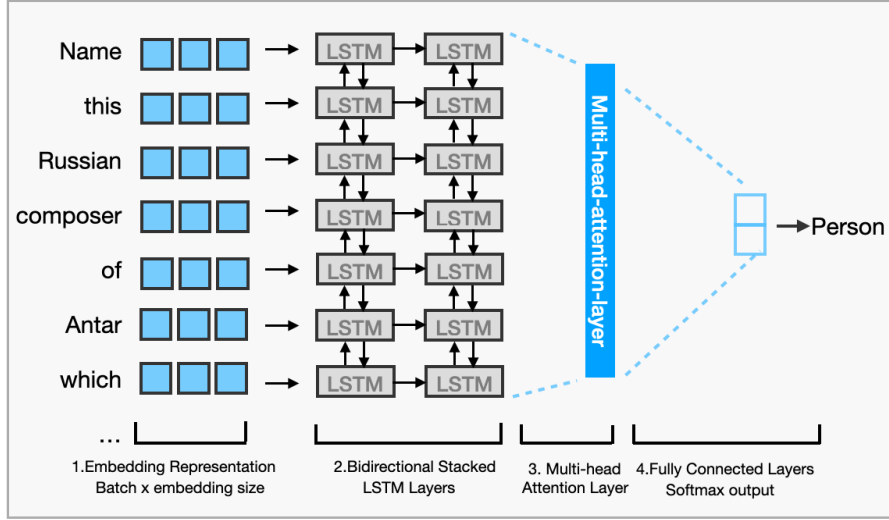 Name
LSTM
LSTM
this
LSTM
LSTM
Russian
LSTM
LSTM
composer
LSTM
LSTM
of
LSTM
LSTM
Antar
LSTM
LSTM
which
LSTM
LSTM
Multi-head-attention-layer
Person
...
1.Embedding Representation
Batch x embedding size
2.Bidirectional Stacked
LSTM Layers
3. Multi-head
Attention Layer
4.Fully Connected Layers
Softmax output